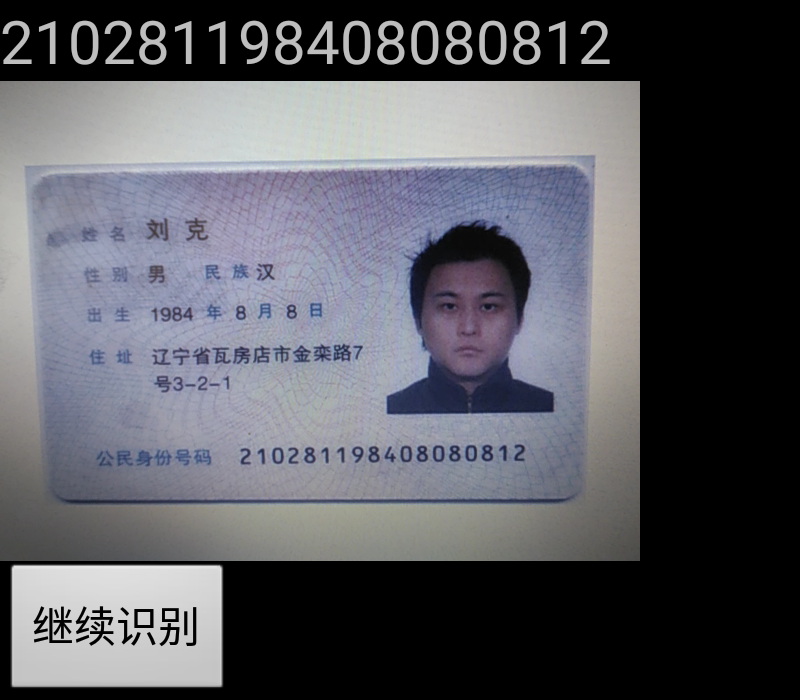 210281198408080812
姓名 刘克
性别 男 民族 汉
出生 1984 年 8 月 8 日
住址 辽宁省瓦房店市金栾路7
号3-2-1
公民身份号码 210281198408080812
继续识别